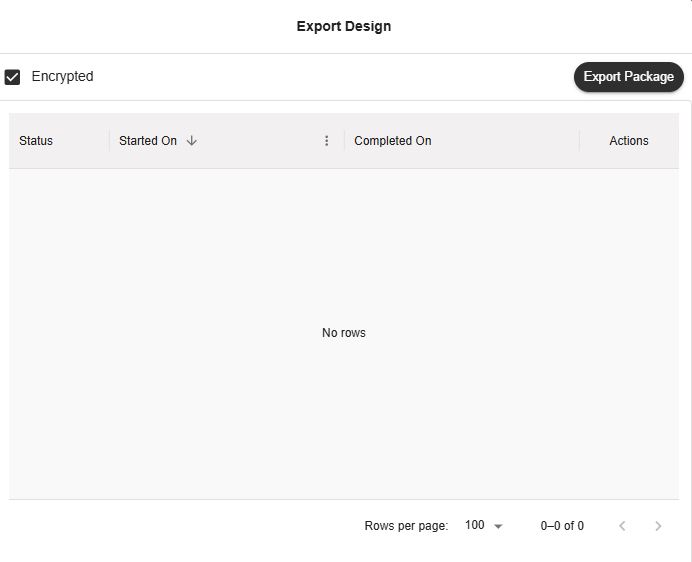 Export Design
Encrypted
Export Package
Status
Started On
Completed On
Actions
No rows
Rows per page:
100
0–0 of 0